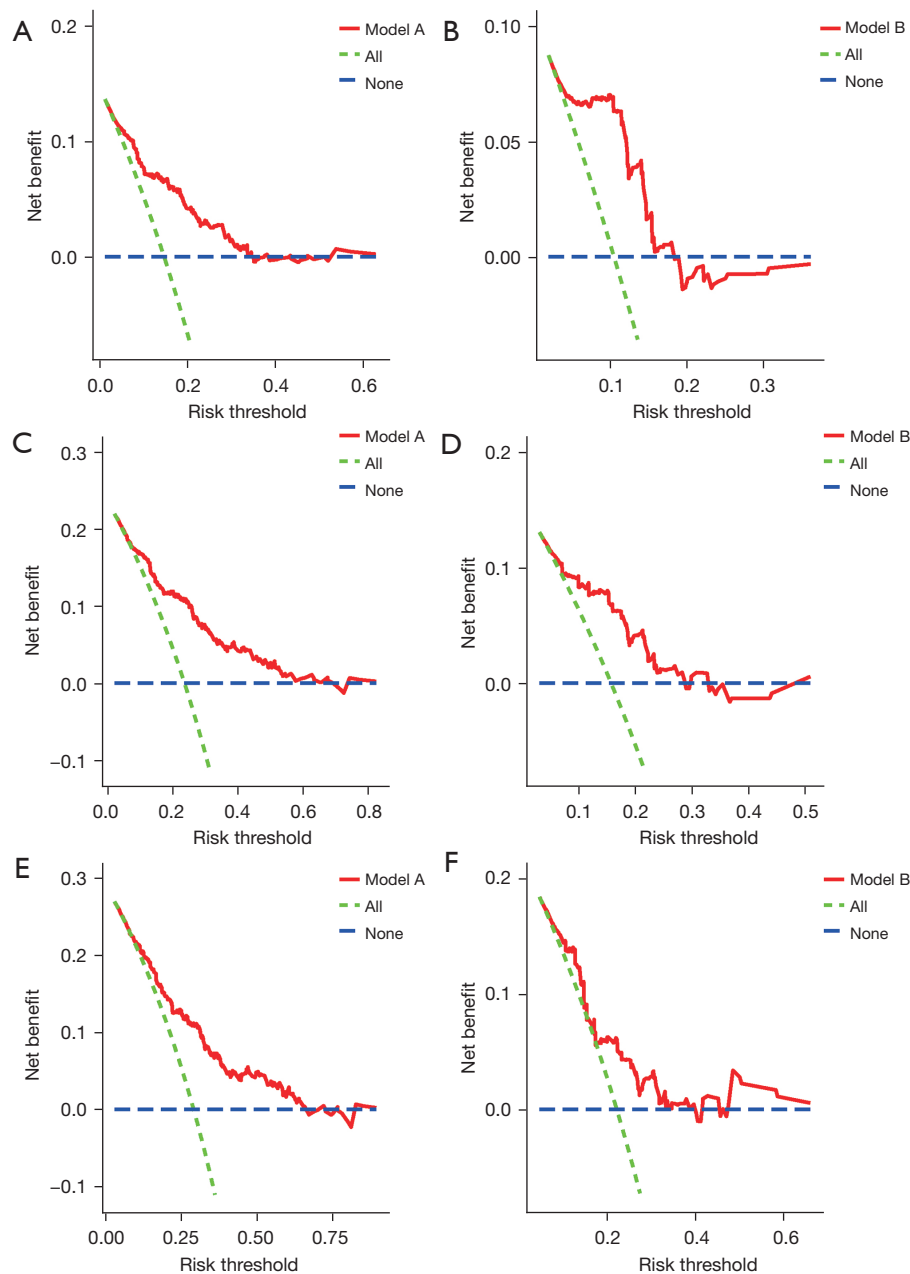 A
0.2
0.1
0.0
Net benefit
Model A
All
None
0.0 0.2 0.4 0.6
Risk threshold
B
0.10
0.05
0.00
Net benefit
Model B
All
None
0.1 0.2 0.3
Risk threshold
C
0.3
0.2
0.1
0.0
−0.1
Net benefit
Model A
All
None
0.0 0.2 0.4 0.6 0.8
Risk threshold
D
0.2
0.1
0.0
Net benefit
Model B
All
None
0.1 0.2 0.3 0.4 0.5
Risk threshold
E
0.3
0.2
0.1
0.0
−0.1
Net benefit
Model A
All
None
0.00 0.25 0.50 0.75
Risk threshold
F
0.2
0.1
0.0
Net benefit
Model B
All
None
0.2 0.4 0.6
Risk threshold